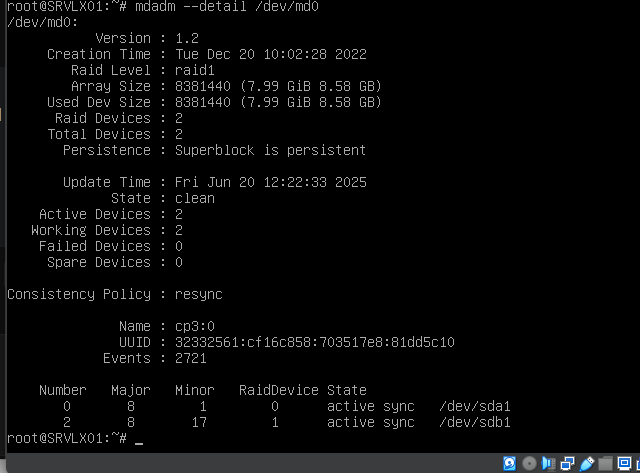 root@SRVLX01:~# mdadm --detail /dev/md0
/dev/md0:
Version : 1.2
Creation Time : Tue Dec 20 10:02:28 2022
Raid Level : raid1
Array Size : 8381440 (7.99 GiB 8.58 GB)
Used Dev Size : 8381440 (7.99 GiB 8.58 GB)
Raid Devices : 2
Total Devices : 2
Persistence : Superblock is persistent
Update Time : Fri Jun 20 12:22:33 2025
State : clean
Active Devices : 2
Working Devices : 2
Failed Devices : 0
Spare Devices : 0
Consistency Policy : resync
Name : cp3:0
UUID : 32332561:cf16c858:703517e8:81dd5c10
Events : 2721
Number Major Minor RaidDevice State
0 8 1 0 active sync /dev/sda1
2 8 17 1 active sync /dev/sdb1
root@SRVLX01:~# _